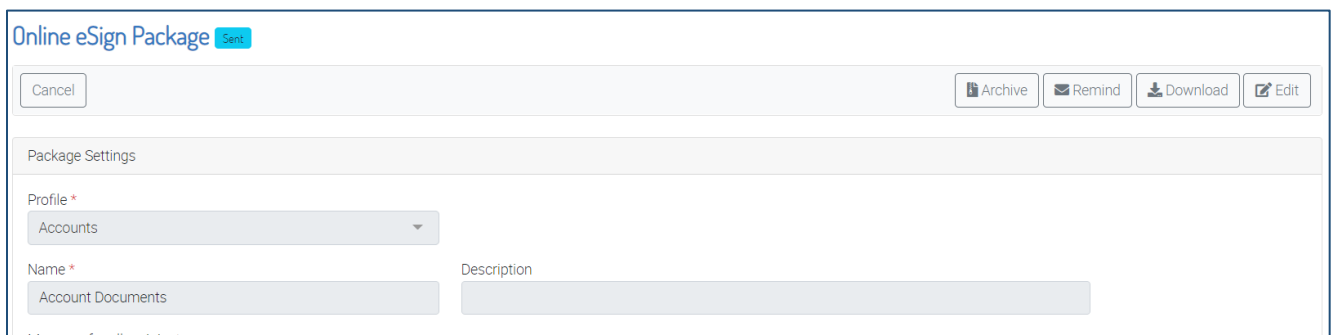 Online eSign Package Sent
Cancel Archive Remind Download Edit
Package Settings
Profile *
Accounts
Name * Description
Account Documents